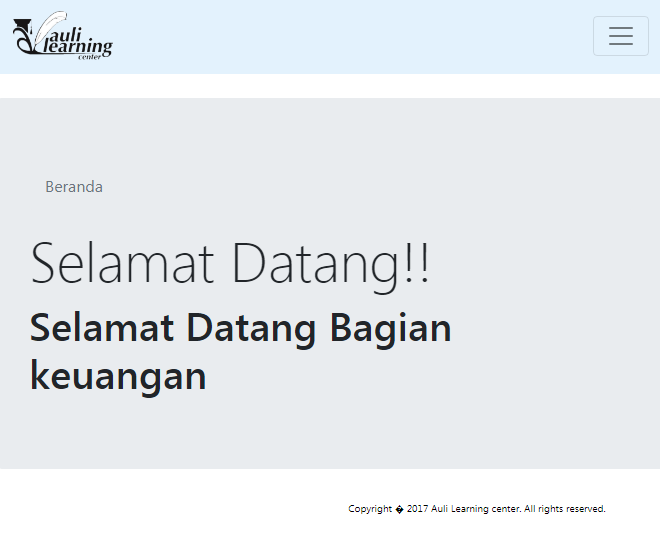 auli
learning
center
Beranda
Selamat Datang!!
Selamat Datang Bagian
keuangan
Copyright � 2017 Auli Learning center. All rights reserved.